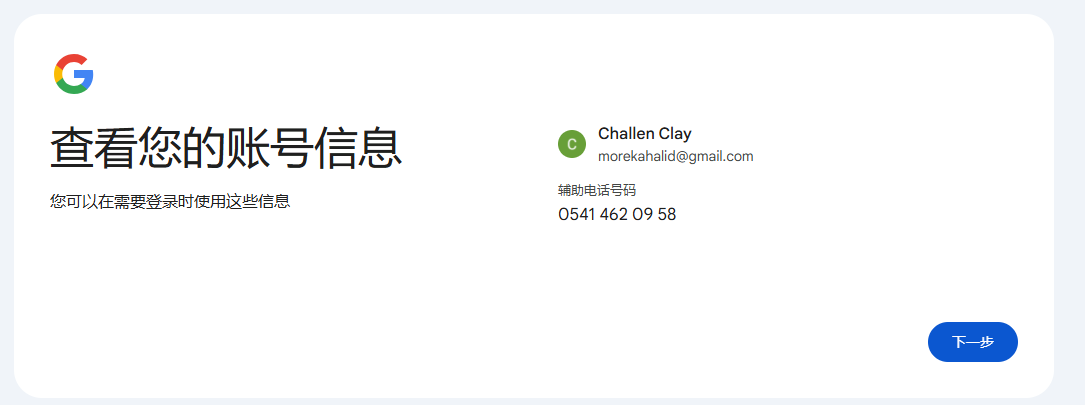 查看您的账号信息
您可以在需要登录时使用这些信息
C
Challen Clay
morekahalid@gmail.com
辅助电话号码
0541 462 09 58
下一步